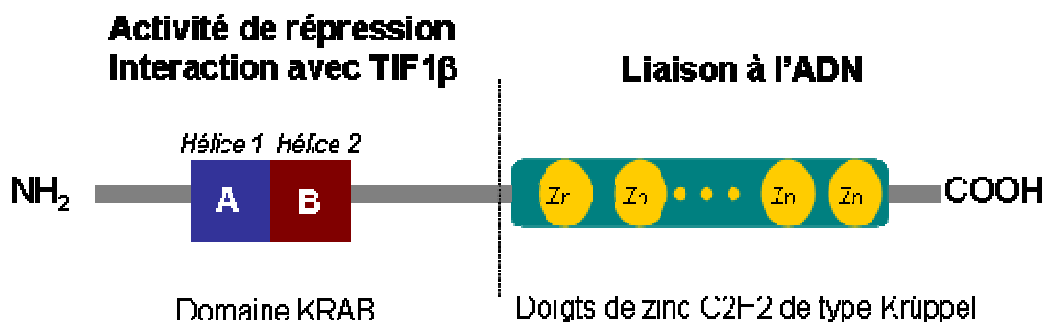 Activité de répression
Interaction avec TIF1β
Liaison à l'ADN
Hélice 1 Hélice 2
NH2
A B
Zn Zn Zn Zn
COOH
Domaine KRAB
Doigts de zinc C2H2 de type Krüppel